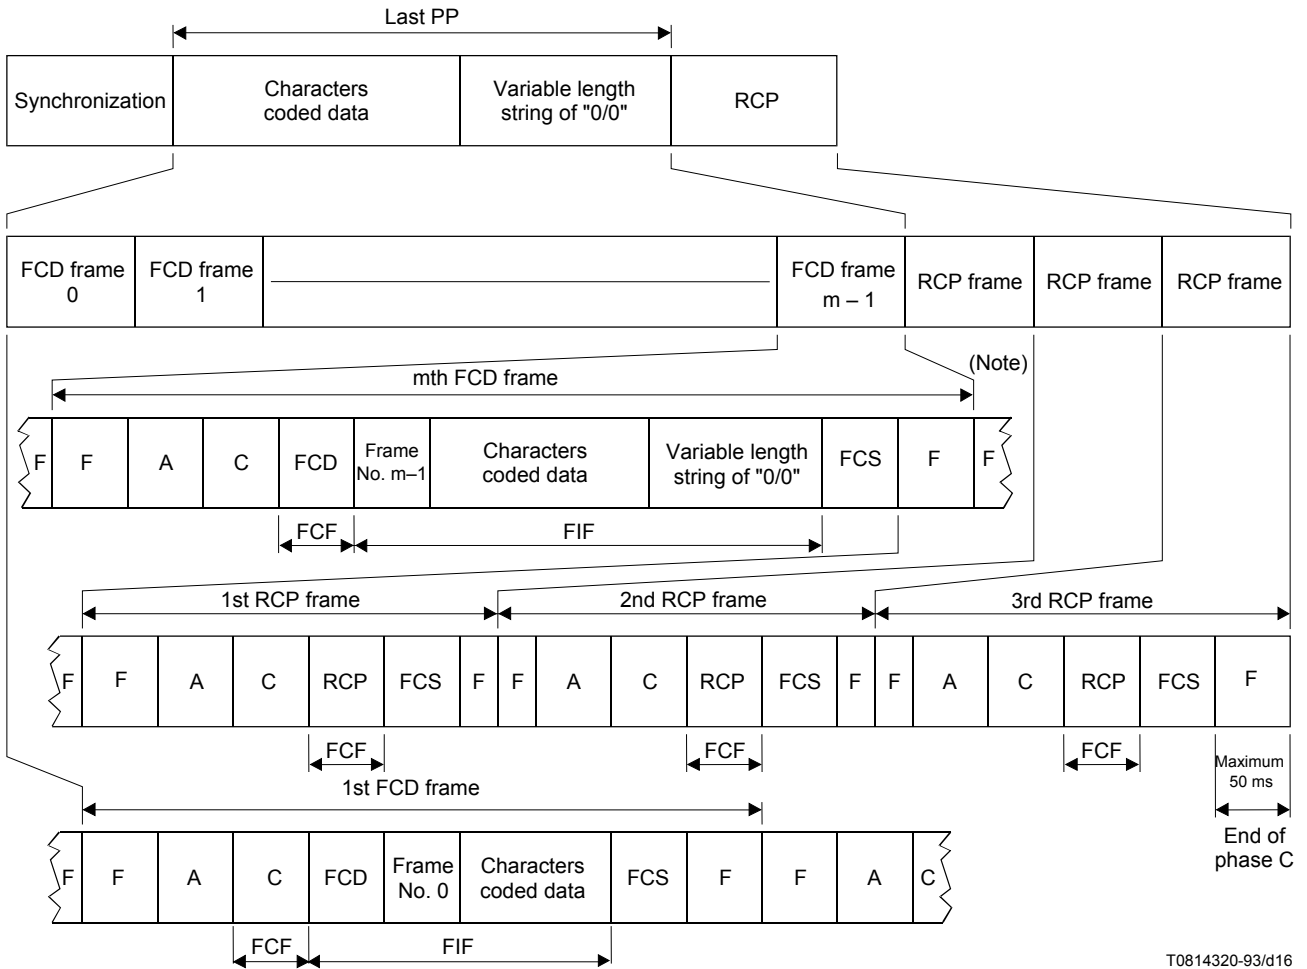 Last PP
Synchronization
Characters
coded data
Variable length
string of "0/0"
RCP
FCD frame
0
FCD frame
1
FCD frame
m – 1
RCP frame
RCP frame
RCP frame
(Note)
mth FCD frame
F
F
A
C
FCD
Frame
No. m–1
Characters
coded data
Variable length
string of "0/0"
FCS
F
F
FCF
FIF
1st RCP frame
2nd RCP frame
3rd RCP frame
F
F
A
C
RCP
FCS
F
F
A
C
RCP
FCS
F
F
A
C
RCP
FCS
F
FCF
FCF
FCF
Maximum
50 ms
End of
phase C
1st FCD frame
F
F
A
C
FCD
Frame
No. 0
Characters
coded data
FCS
F
F
A
C
FCF
FIF
T0814320-93/d16